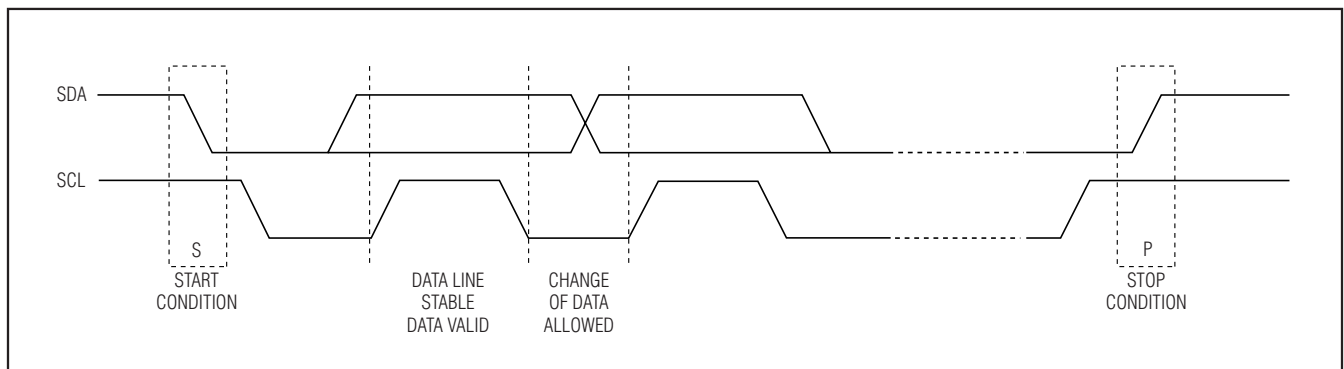 SDA
SCL
S
START
CONDITION
DATA LINE
STABLE
DATA VALID
CHANGE
OF DATA
ALLOWED
P
STOP
CONDITION